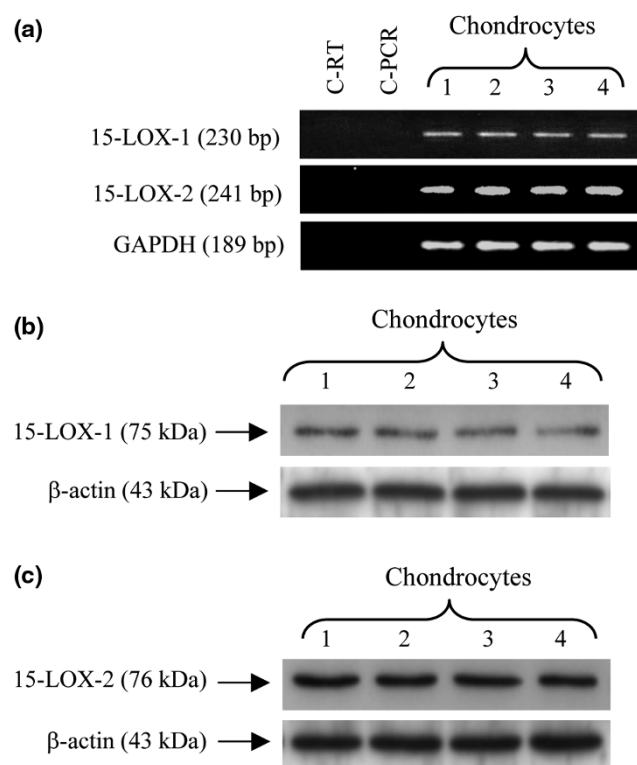 (a)
Chondrocytes
C-RT C-PCR 1 2 3 4
15-LOX-1 (230 bp)
15-LOX-2 (241 bp)
GAPDH (189 bp)
(b)
Chondrocytes
1 2 3 4
15-LOX-1 (75 kDa)
β-actin (43 kDa)
(c)
Chondrocytes
1 2 3 4
15-LOX-2 (76 kDa)
β-actin (43 kDa)